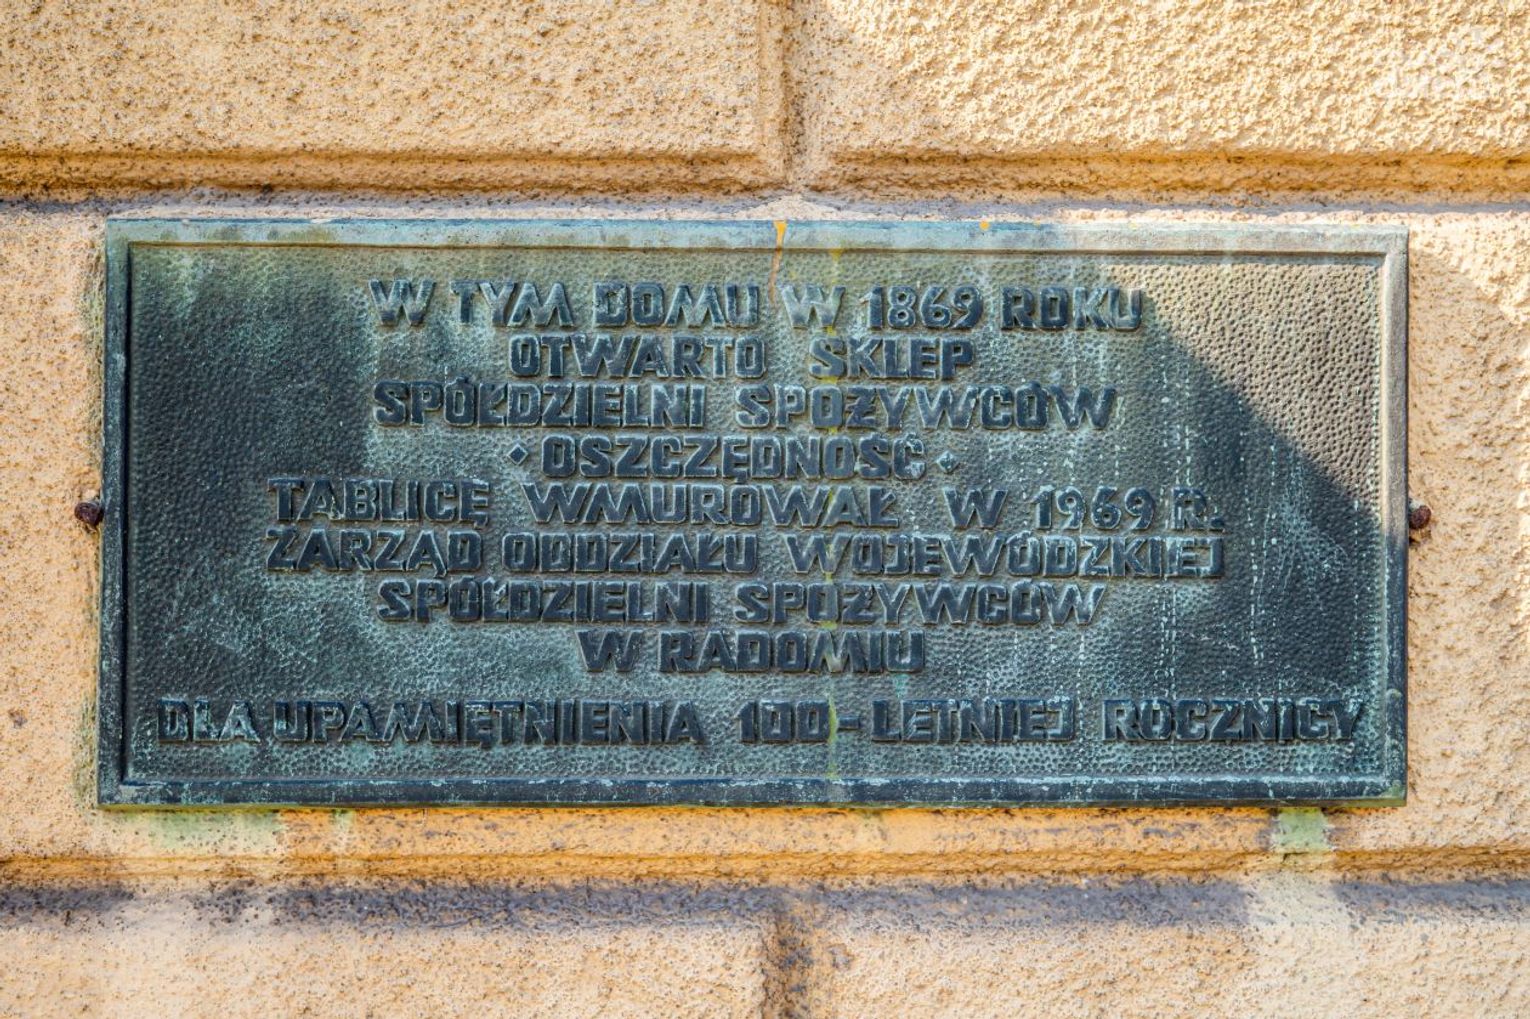 W TYM DOMU W 1869 ROKU
OTWARTO SKLEP
SPÓŁDZIELNI SPOŻYWCÓW
• OSZCZĘDNOŚĆ •
TABLICĘ WMUROWAŁ W 1969 R.
ZARZĄD ODDZIAŁU WOJEWÓDZKIEJ
SPÓŁDZIELNI SPOŻYWCÓW
W RADOMIU
DLA UPAMIĘTNIENIA 100-LETNIEJ ROCZNICY